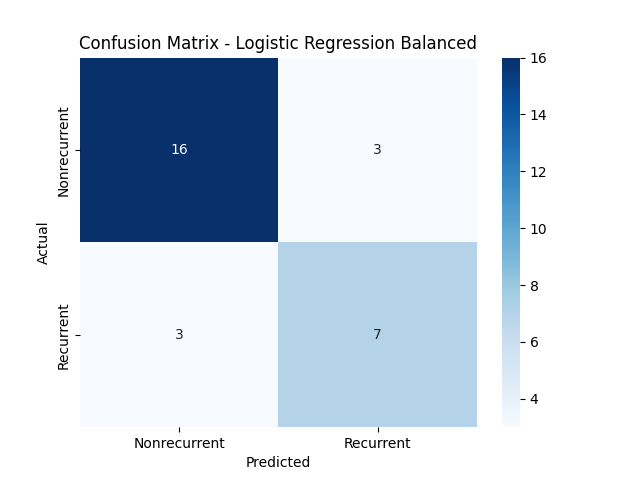 Confusion Matrix - Logistic Regression Balanced
Actual
Nonrecurrent
Recurrent
16
3
3
7
Nonrecurrent
Recurrent
Predicted
16
14
12
10
8
6
4